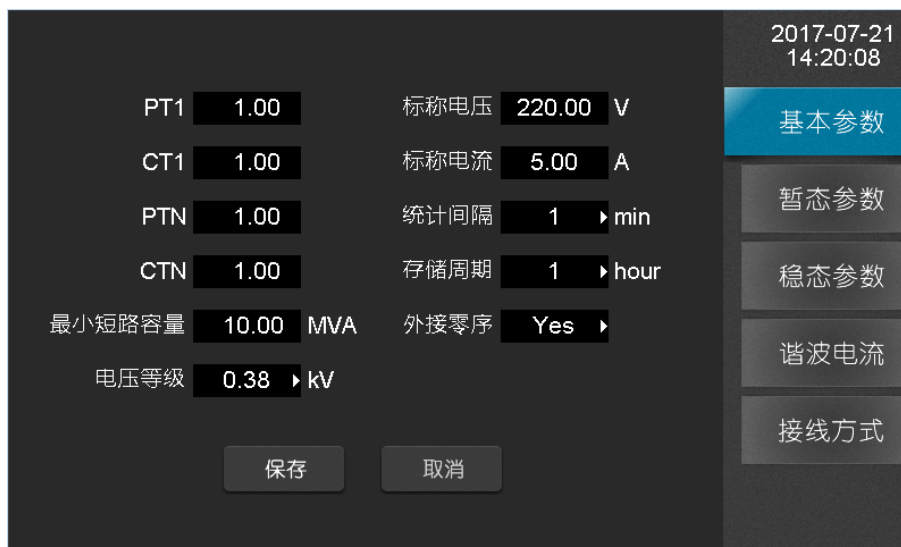 2017-07-21
14:20:08
PT1 1.00 标称电压 220.00 V
CT1 1.00 标称电流 5.00 A
PTN 1.00 统计间隔 1 min
CTN 1.00 存储周期 1 hour
最小短路容量 10.00 MVA 外接零序 Yes
电压等级 0.38 kV
保存 取消
基本参数
暂态参数
稳态参数
谐波电流
接线方式